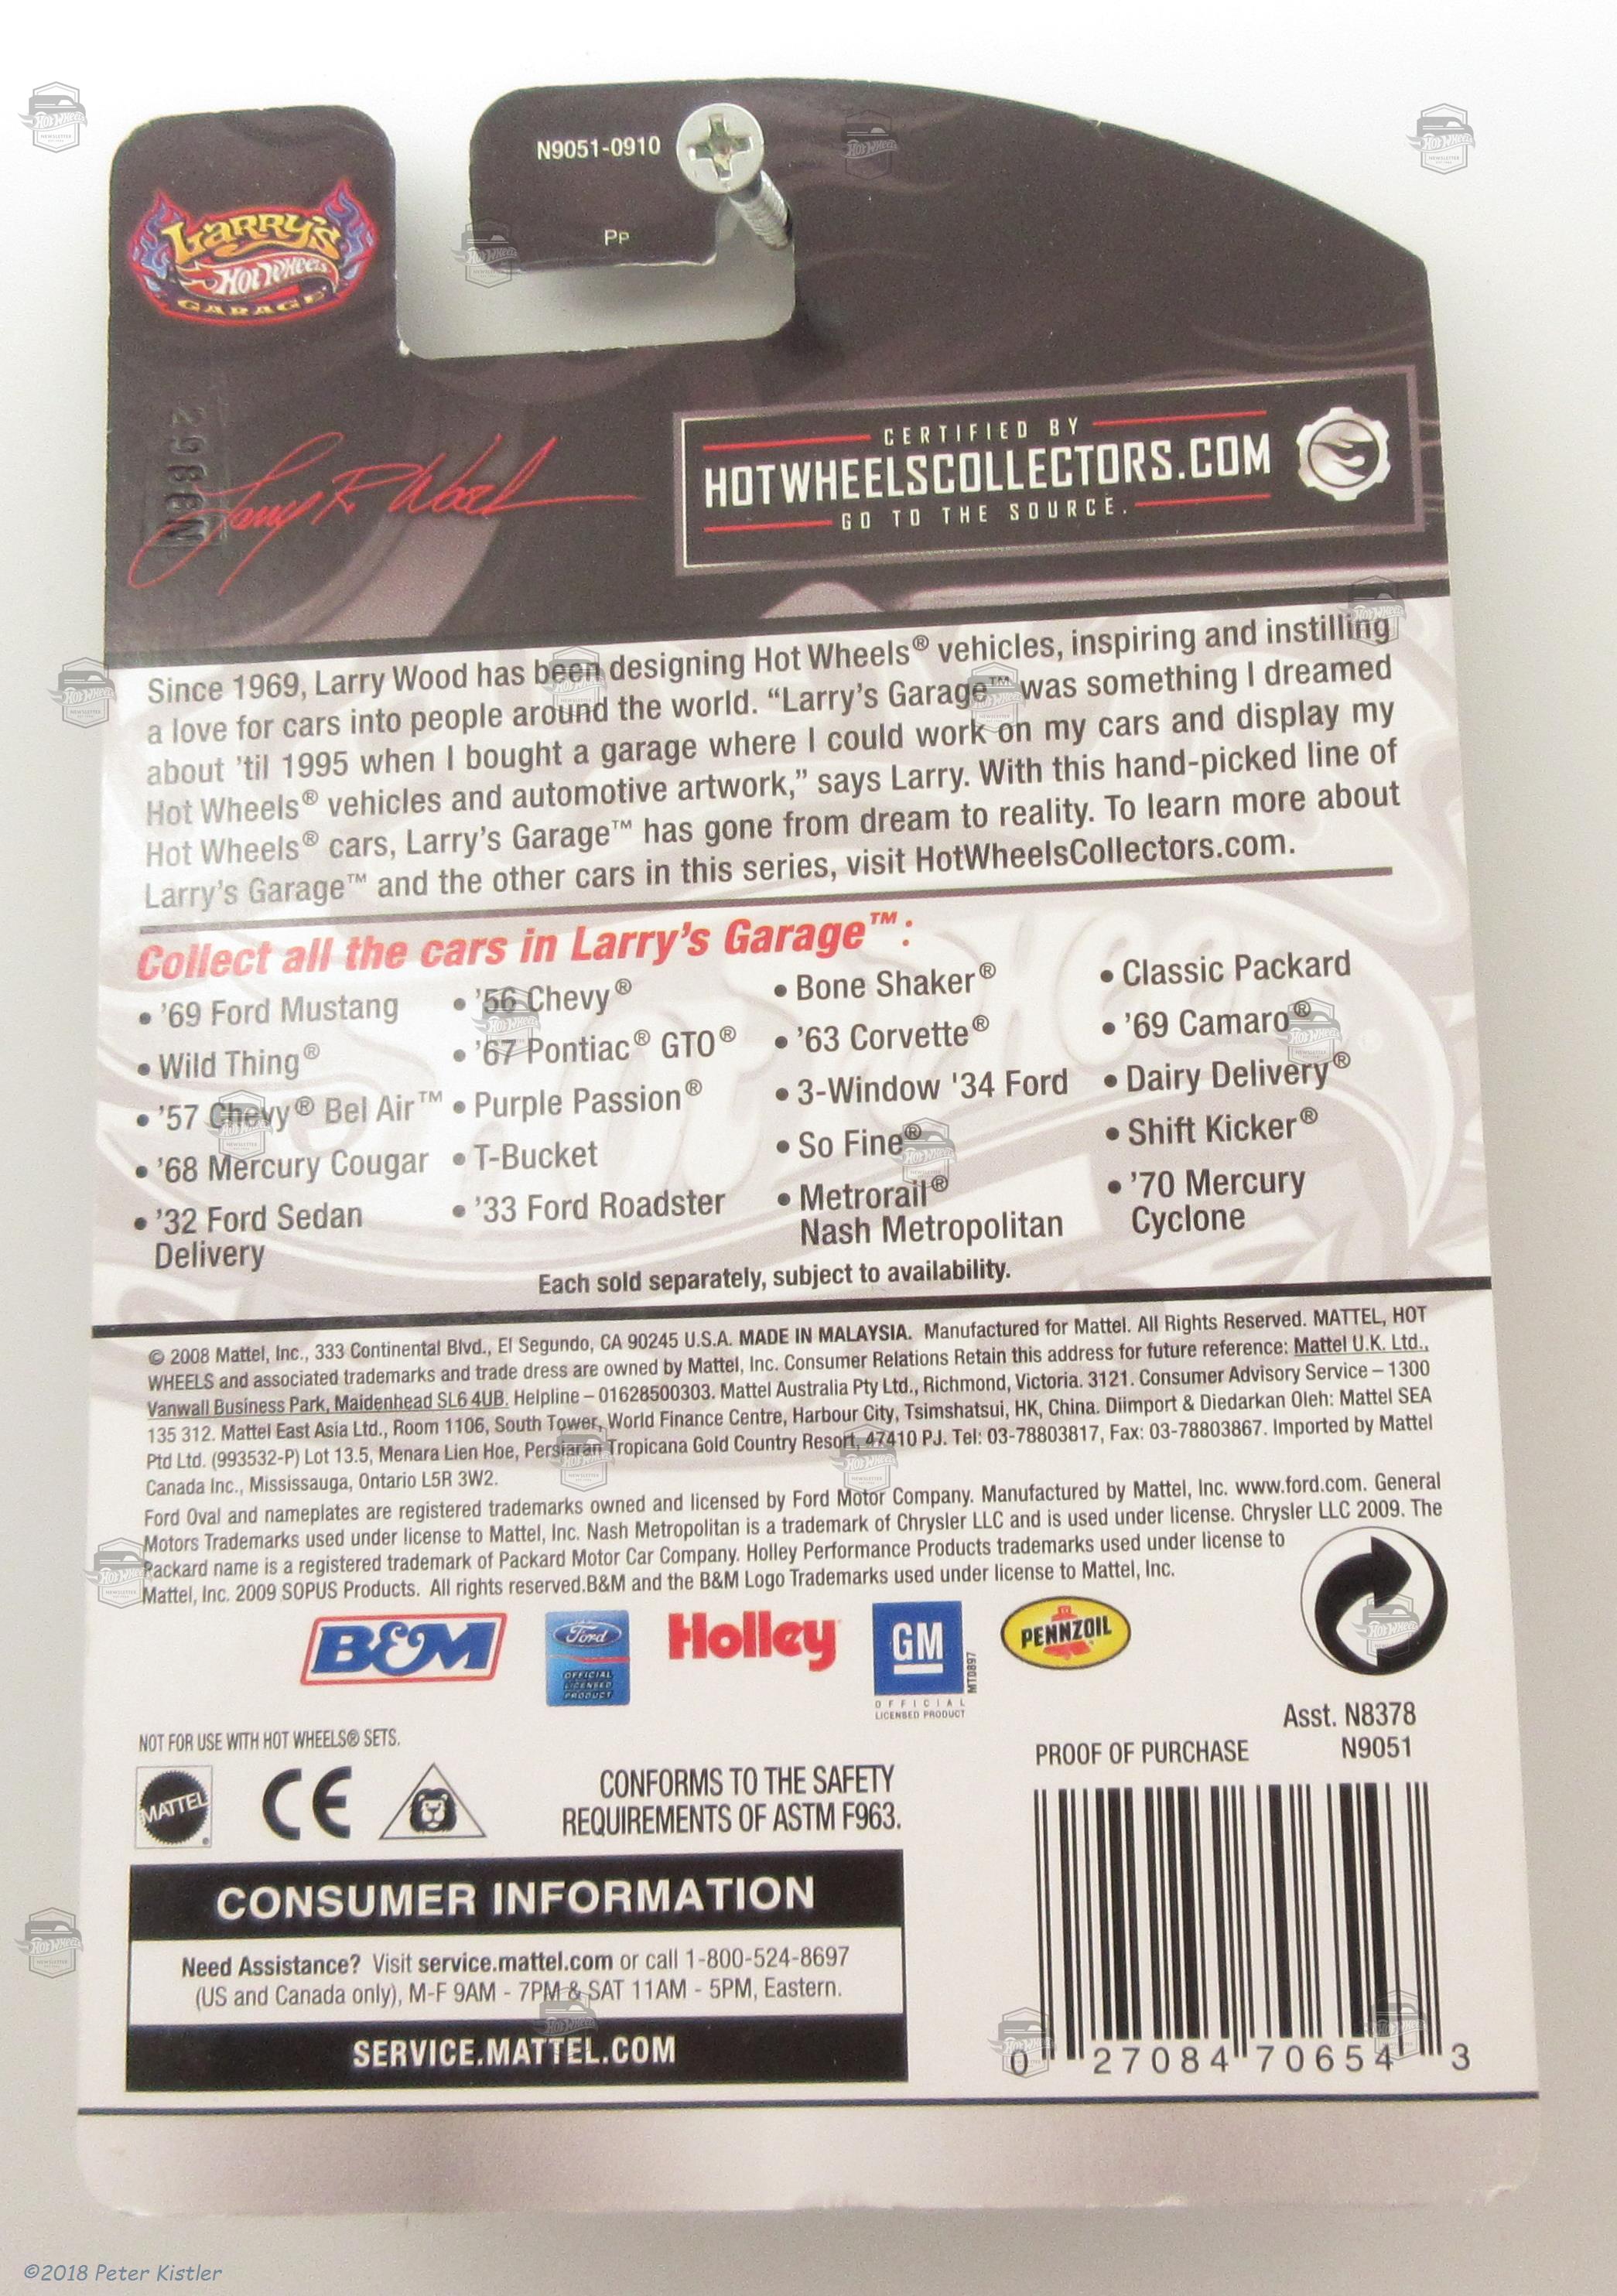 N9051-0910
Pp
Larry's
Hot Wheels
GARAGE
CERTIFIED BY
HOTWHEELSCOLLECTORS.COM
GO TO THE SOURCE.
Larry R Wood
Since 1969, Larry Wood has been designing Hot Wheels® vehicles, inspiring and instilling
a love for cars into people around the world. “Larry’s Garage™ was something I dreamed
about ’til 1995 when I bought a garage where I could work on my cars and display my
Hot Wheels® vehicles and automotive artwork,” says Larry. With this hand-picked line of
Hot Wheels® cars, Larry’s Garage™ has gone from dream to reality. To learn more about
Larry’s Garage™ and the other cars in this series, visit HotWheelsCollectors.com.
Collect all the cars in Larry’s Garage™:
• ’69 Ford Mustang
• Wild Thing®
• ’57 Chevy® Bel Air™
• ’68 Mercury Cougar
• ’32 Ford Sedan
Delivery
• ’56 Chevy®
• ’67 Pontiac® GTO®
• Purple Passion®
• T-Bucket
• ’33 Ford Roadster
• Bone Shaker®
• ’63 Corvette®
• 3-Window '34 Ford
• So Fine®
• Metrorail®
Nash Metropolitan
• Classic Packard
• ’69 Camaro®
• Dairy Delivery®
• Shift Kicker®
• ’70 Mercury
Cyclone
Each sold separately, subject to availability.
© 2008 Mattel, Inc., 333 Continental Blvd., El Segundo, CA 90245 U.S.A. MADE IN MALAYSIA. Manufactured for Mattel. All Rights Reserved. MATTEL, HOT
WHEELS and associated trademarks and trade dress are owned by Mattel, Inc. Consumer Relations Retain this address for future reference: Mattel U.K. Ltd.,
Vanwall Business Park, Maidenhead SL6 4UB. Helpline – 01628500303. Mattel Australia Pty Ltd., Richmond, Victoria. 3121. Consumer Advisory Service – 1300
135 312. Mattel East Asia Ltd., Room 1106, South Tower, World Finance Centre, Harbour City, Tsimshatsui, HK, China. Diimport & Diedarkan Oleh: Mattel SEA
Ptd Ltd. (993532-P) Lot 13.5, Menara Lien Hoe, Persiaran Tropicana Gold Country Resort, 47410 PJ. Tel: 03-78803817, Fax: 03-78803867. Imported by Mattel
Canada Inc., Mississauga, Ontario L5R 3W2.
Ford Oval and nameplates are registered trademarks owned and licensed by Ford Motor Company. Manufactured by Mattel, Inc. www.ford.com. General
Motors Trademarks used under license to Mattel, Inc. Nash Metropolitan is a trademark of Chrysler LLC and is used under license. Chrysler LLC 2009. The
Packard name is a registered trademark of Packard Motor Car Company. Holley Performance Products trademarks used under license to
Mattel, Inc. 2009 SOPUS Products. All rights reserved.B&M and the B&M Logo Trademarks used under license to Mattel, Inc.
B&M
Ford
OFFICIAL
LICENSED
PRODUCT
Holley
GM
MTD897
OFFICIAL
LICENSED PRODUCT
PENNZOIL
NOT FOR USE WITH HOT WHEELS® SETS.
MATTEL
CE
CONFORMS TO THE SAFETY
REQUIREMENTS OF ASTM F963.
Asst. N8378
PROOF OF PURCHASE N9051
CONSUMER INFORMATION
Need Assistance? Visit service.mattel.com or call 1-800-524-8697
(US and Canada only), M-F 9AM - 7PM & SAT 11AM - 5PM, Eastern.
SERVICE.MATTEL.COM
0 27084 70654 3
©2018 Peter Kistler